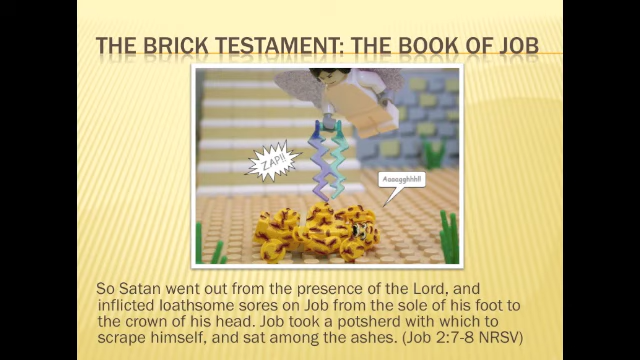 THE BRICK TESTAMENT: THE BOOK OF JOB
ZAP!!
Aaaagghhh!!
So Satan went out from the presence of the Lord, and
inflicted loathsome sores on Job from the sole of his foot to
the crown of his head. Job took a potsherd with which to
scrape himself, and sat among the ashes. (Job 2:7-8 NRSV)